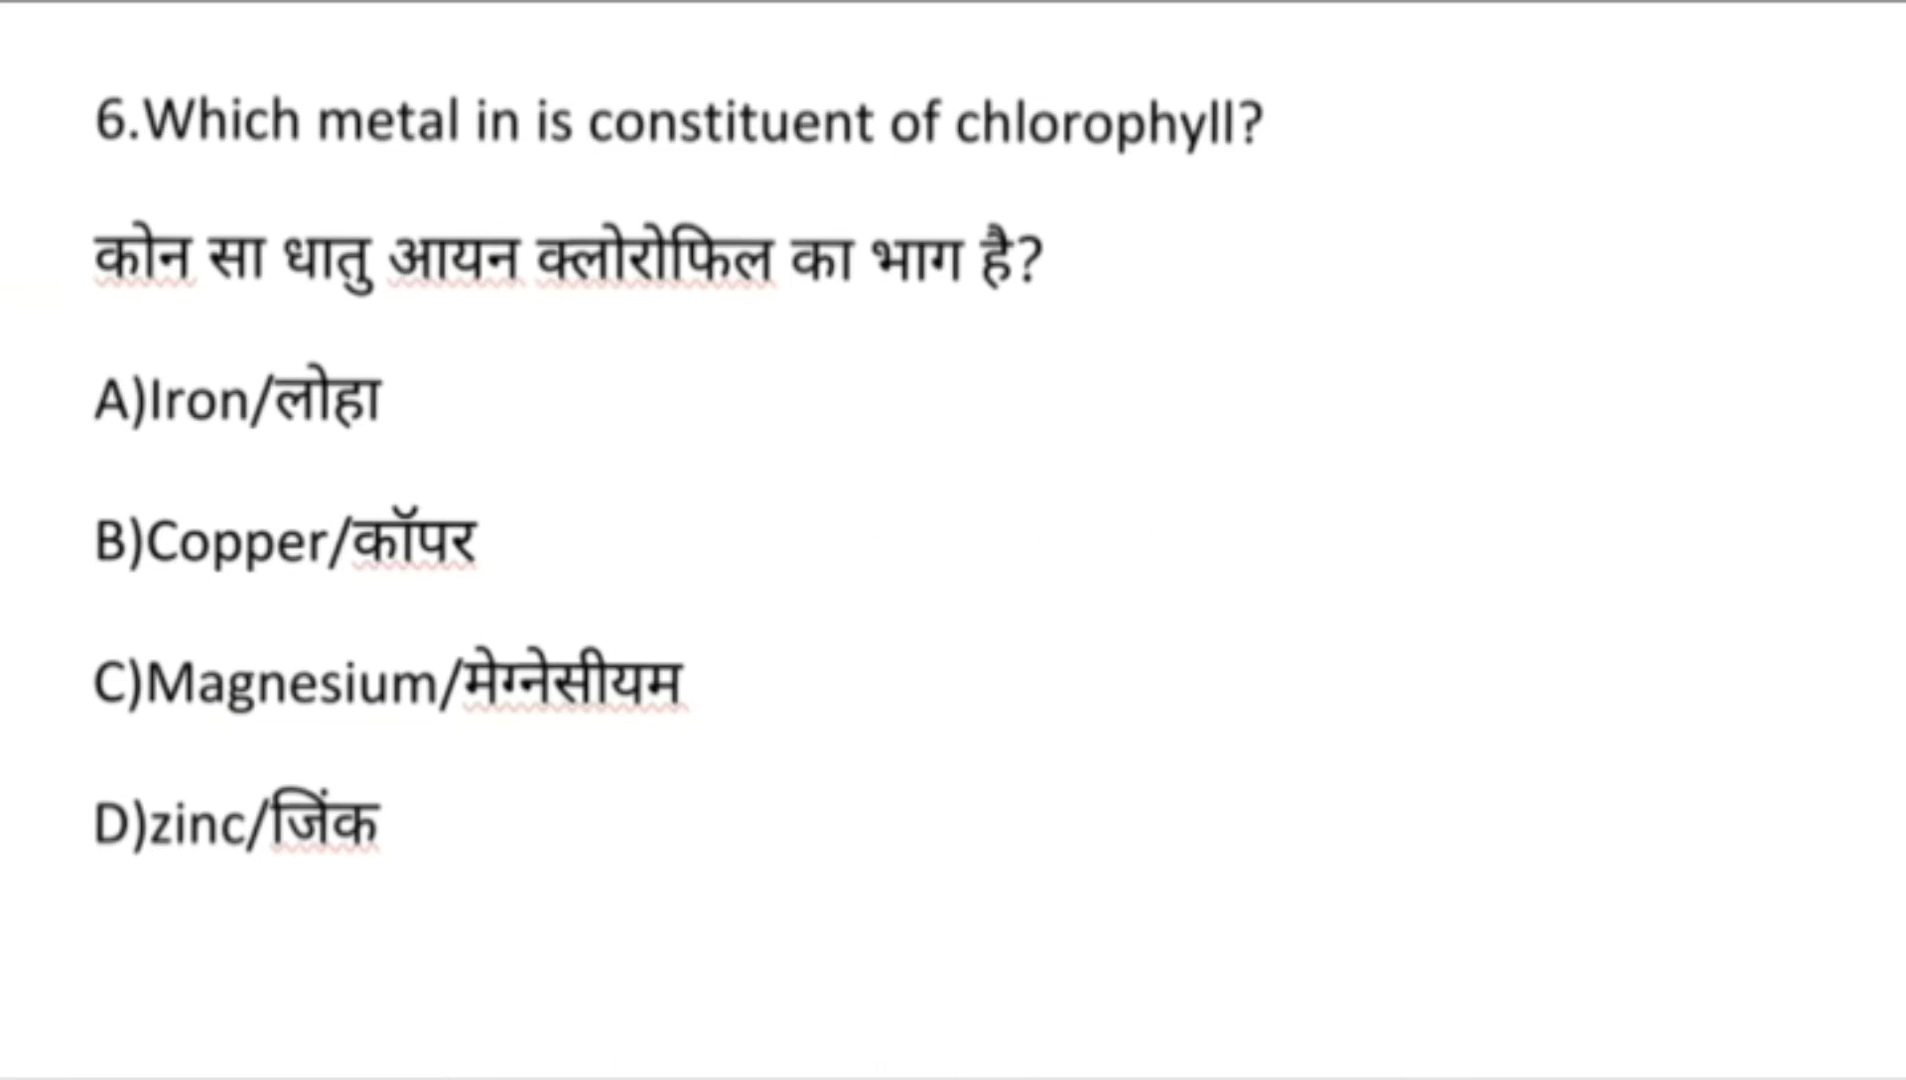 6.Which metal in is constituent of chlorophyll?
कोन सा धातु आयन क्लोरोफिल का भाग है?
A)Iron/लोहा
B)Copper/कॉपर
C)Magnesium/मेग्नेसीयम
D)zinc/जिंक